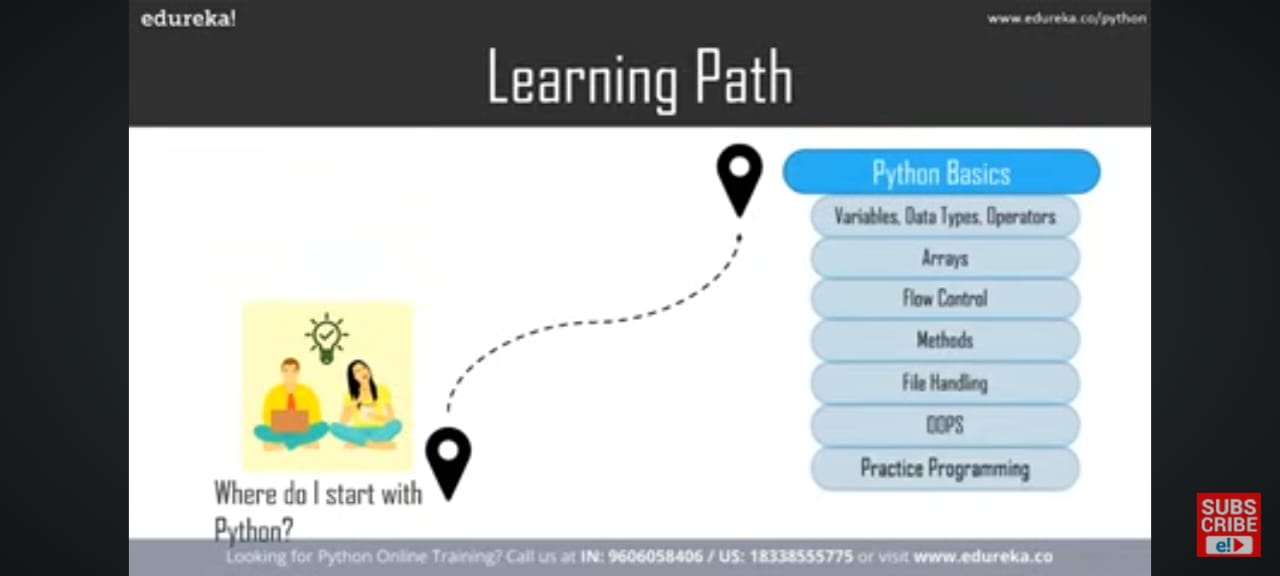 edureka!
www.edureka.co/python
Learning Path
Python Basics
Variables, Data Types, Operators
Arrays
Flow Control
Methods
File Handling
OOPS
Practice Programming
Where do I start with
Python?
Looking for Python Online Training? Call us at IN: 9606058406 / US: 18338555775 or visit www.edureka.co
SUBS
CRIBE
e!